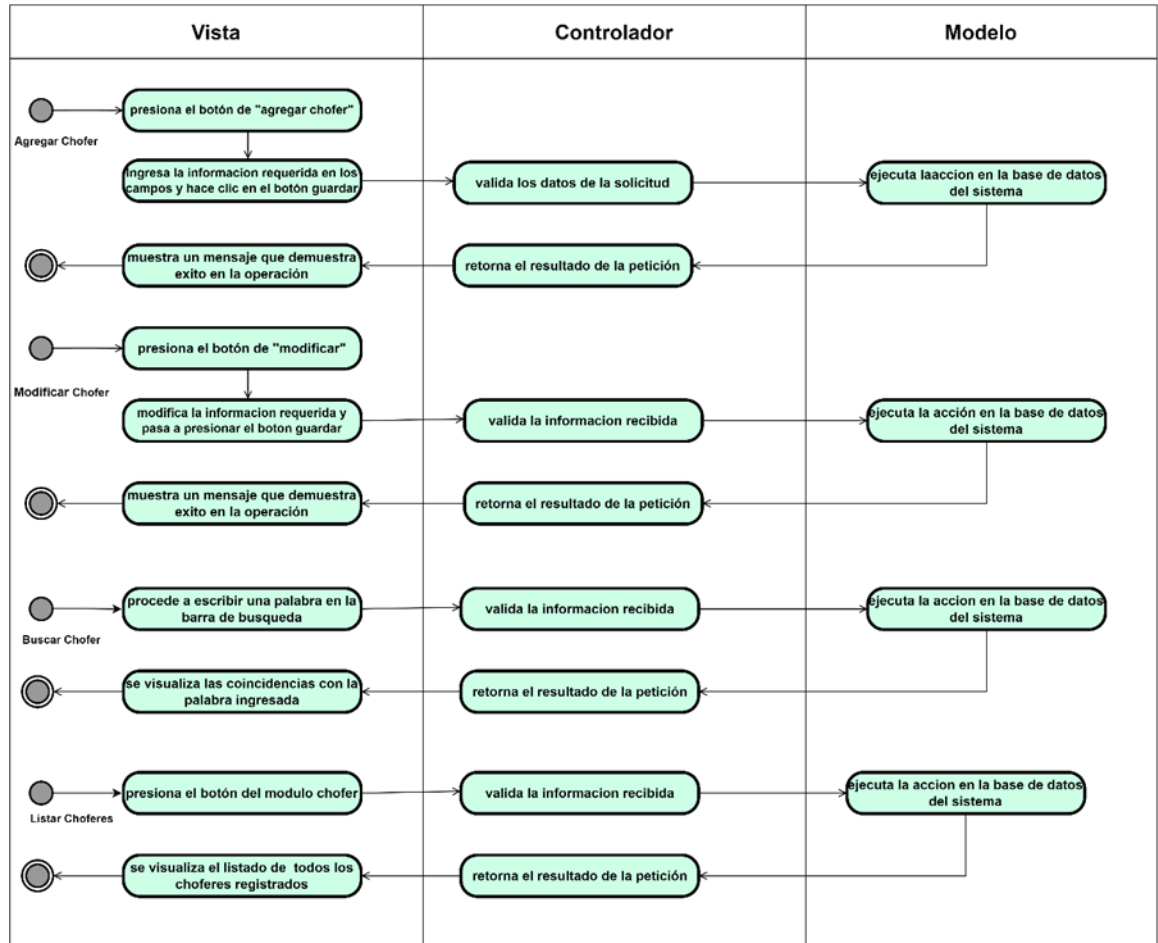 Vista
Controlador
Modelo
presiona el botón de "agregar chofer"
Agregar Chofer
Ingresa la informacion requerida en los
campos y hace clic en el botón guardar
valida los datos de la solicitud
ejecuta laaccion en la base de datos
del sistema
muestra un mensaje que demuestra
exito en la operación
retorna el resultado de la petición
presiona el botón de "modificar"
Modificar Chofer
modifica la informacion requerida y
pasa a presionar el boton guardar
valida la informacion recibida
ejecuta la acción en la base de datos
del sistema
muestra un mensaje que demuestra
exito en la operación
retorna el resultado de la petición
procede a escribir una palabra en la
barra de busqueda
valida la informacion recibida
ejecuta la accion en la base de datos
del sistema
Buscar Chofer
se visualiza las coincidencias con la
palabra ingresada
retorna el resultado de la petición
presiona el botón del modulo chofer
valida la informacion recibida
ejecuta la accion en la base de datos
del sistema
Listar Choferes
se visualiza el listado de todos los
choferes registrados
retorna el resultado de la petición